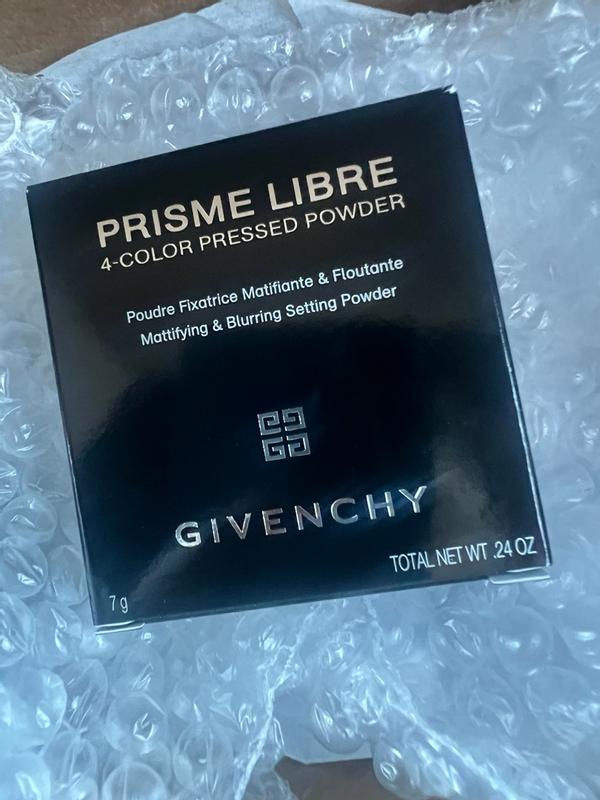 PRISME LIBRE
4-COLOR PRESSED POWDER
Poudre Fixatrice Matifiante & Floutante
Mattifying & Blurring Setting Powder
GIVENCHY
TOTAL NET WT .24 OZ
7 g